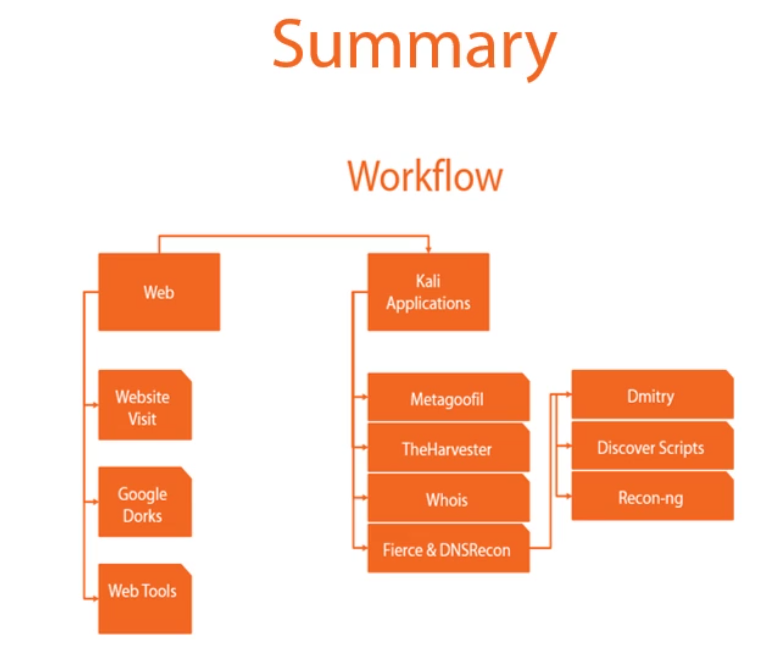 Summary
Workflow
Web
Kali
Applications
Website
Visit
Google
Dorks
Web Tools
Metagoofil
TheHarvester
Whois
Fierce & DNSRecon
Dmitry
Discover Scripts
Recon-ng